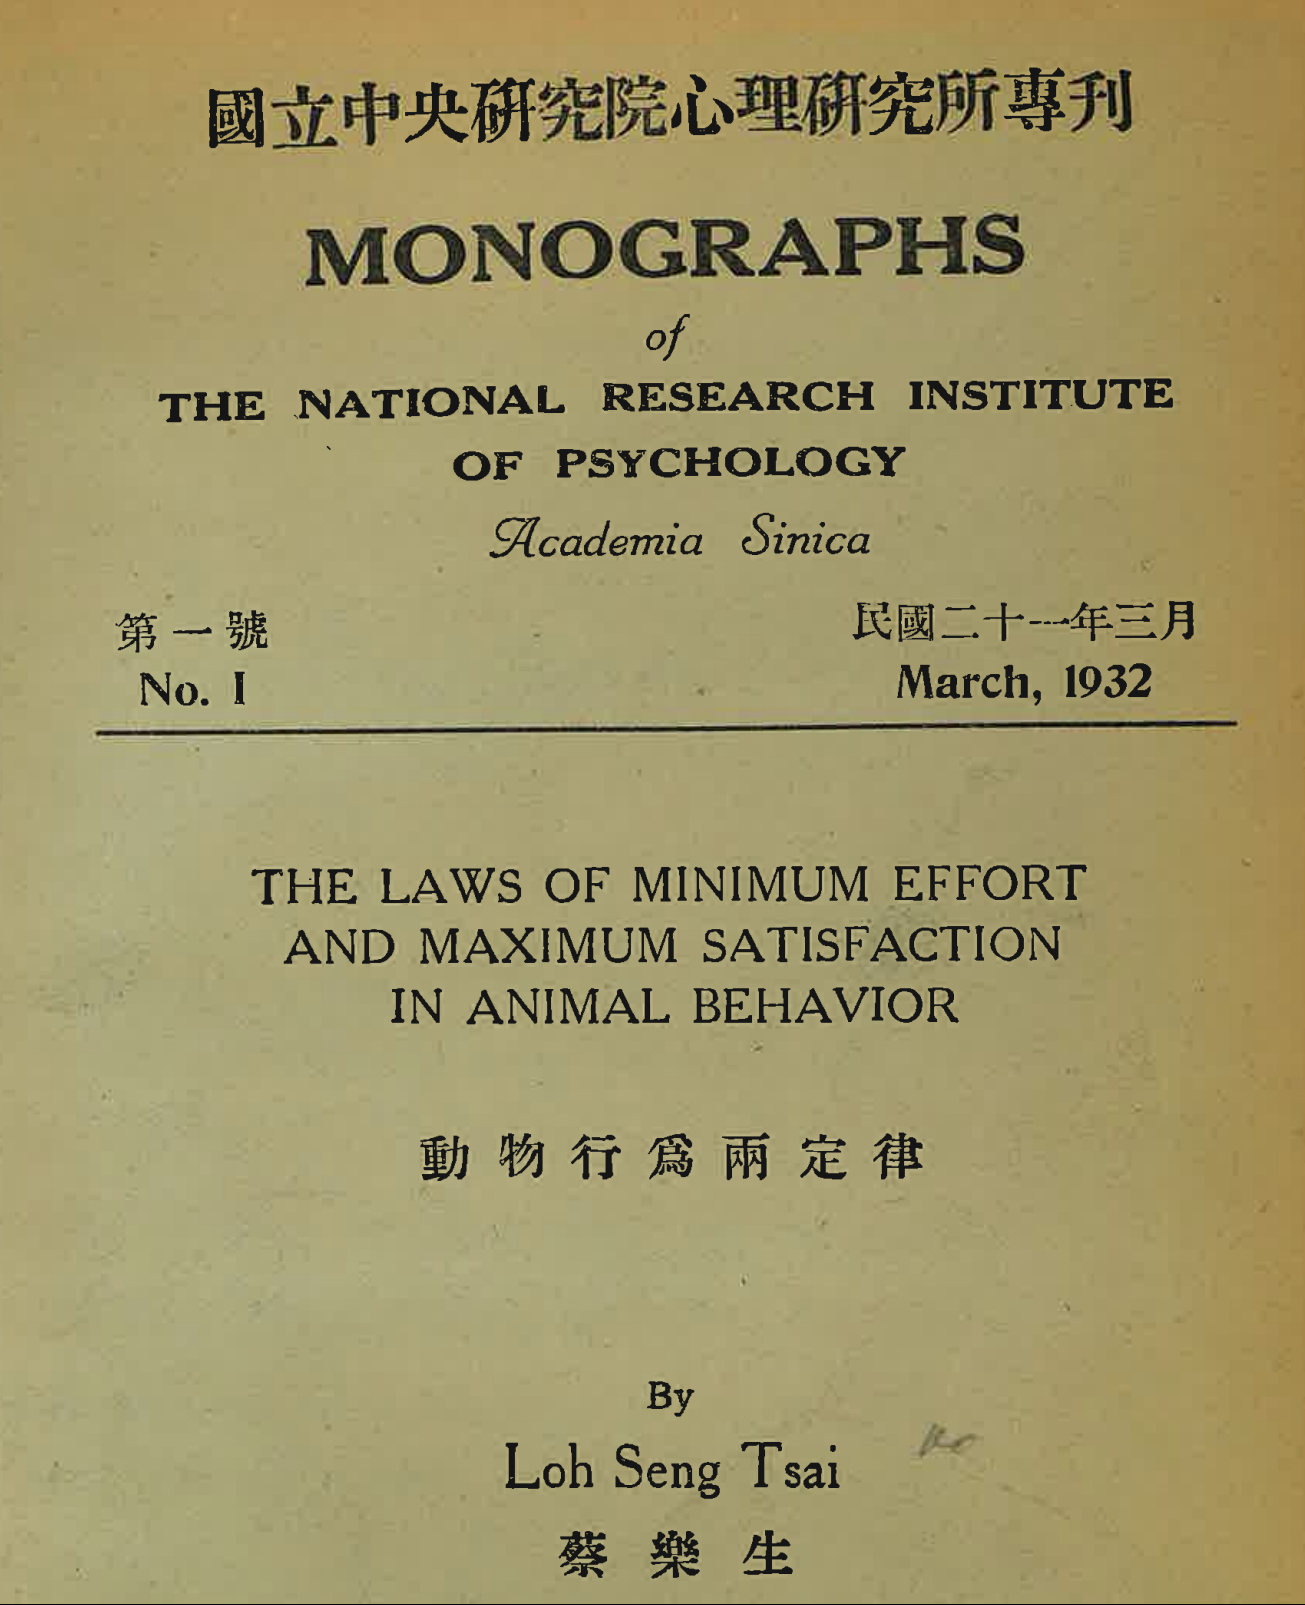 國立中央硏究院心理硏究所專刊
MONOGRAPHS
of
THE NATIONAL RESEARCH INSTITUTE
OF PSYCHOLOGY
Academia Sinica
第一號
民國二十一年三月
No. I
March, 1932
THE LAWS OF MINIMUM EFFORT
AND MAXIMUM SATISFACTION
IN ANIMAL BEHAVIOR
動物行爲兩定律
By
Loh Seng Tsai
蔡樂生